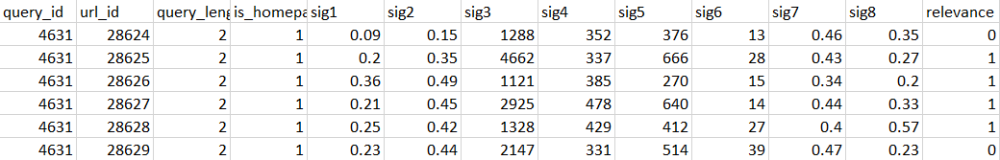 query_id url_id query_leng is_homepa sig1 sig2 sig3 sig4 sig5 sig6 sig7 sig8 relevance
4631 28624 2 1 0.09 0.15 1288 352 376 13 0.46 0.35 0
4631 28625 2 1 0.2 0.35 4662 337 666 28 0.43 0.27 1
4631 28626 2 1 0.36 0.49 1121 385 270 15 0.34 0.2 1
4631 28627 2 1 0.21 0.45 2925 478 640 14 0.44 0.33 1
4631 28628 2 1 0.25 0.42 1328 429 412 27 0.4 0.57 1
4631 28629 2 1 0.23 0.44 2147 331 514 39 0.47 0.23 0